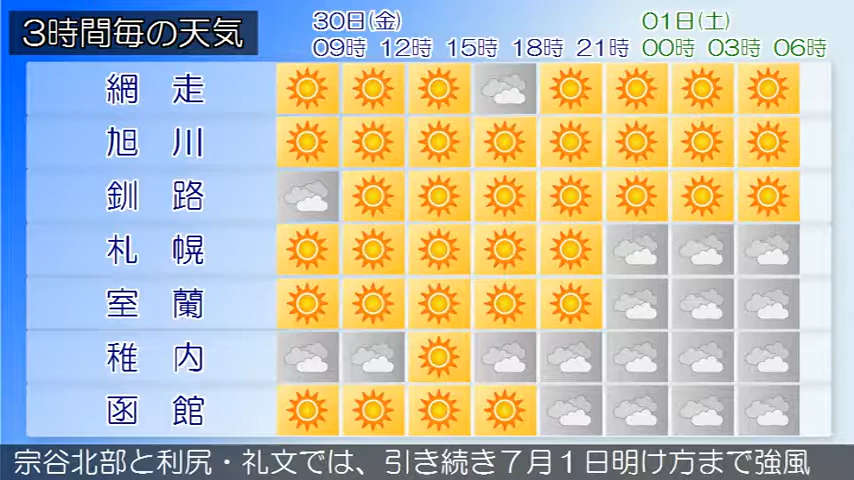 3時間毎の天気
30日(金) 01日(土)
09時 12時 15時 18時 21時 00時 03時 06時
網走
旭川
釧路
札幌
室蘭
稚内
函館
宗谷北部と利尻・礼文では、引き続き7月1日明け方まで強風